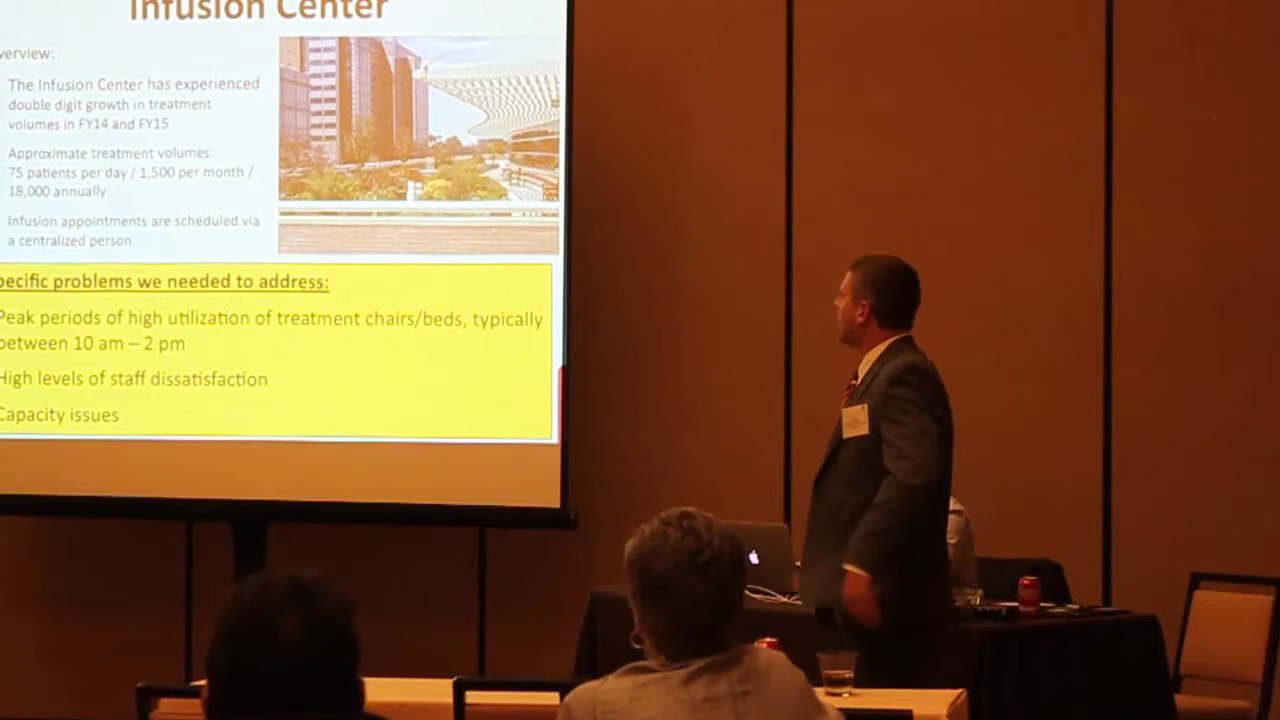 Infusion Center
verview:
The Infusion Center has experienced
double digit growth in treatment
volumes in FY14 and FY15
Approximate treatment volumes:
75 patients per day / 1,500 per month /
18,000 annually
Infusion appointments are scheduled via
a centralized person.
pecific problems we needed to address:
Peak periods of high utilization of treatment chairs/beds, typically
between 10 am – 2 pm
High levels of staff dissatisfaction
Capacity issues